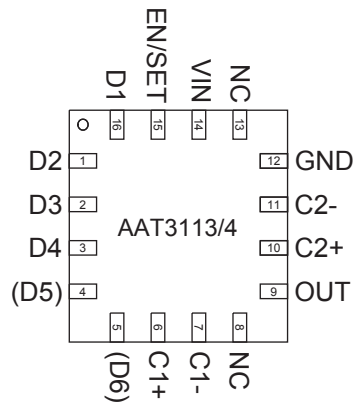 D1
EN/SET
VIN
NC
16
15
14
13
D2
1
12
GND
D3
2
11
C2-
AAT3113/4
D4
3
10
C2+
(D5)
4
9
OUT
5
6
7
8
(D6)
C1+
C1-
NC